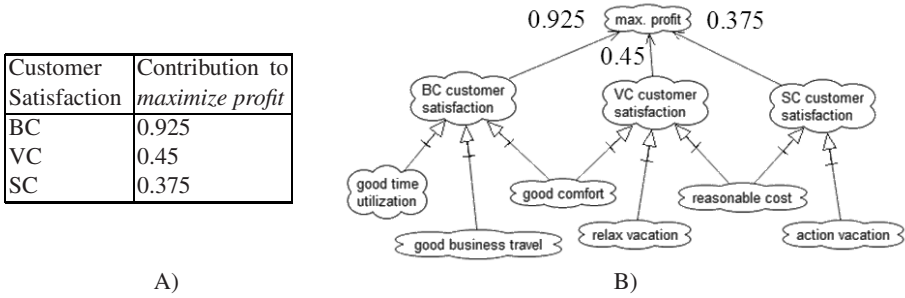 Customer Contribution to
Satisfaction maximize profit
BC 0.925
VC 0.45
SC 0.375
A)
0.925 max. profit 0.375
0.45
BC customer
satisfaction
VC customer
satisfaction
SC customer
satisfaction
good time
utilization
good comfort
reasonable cost
good business travel
relax vacation
action vacation
B)